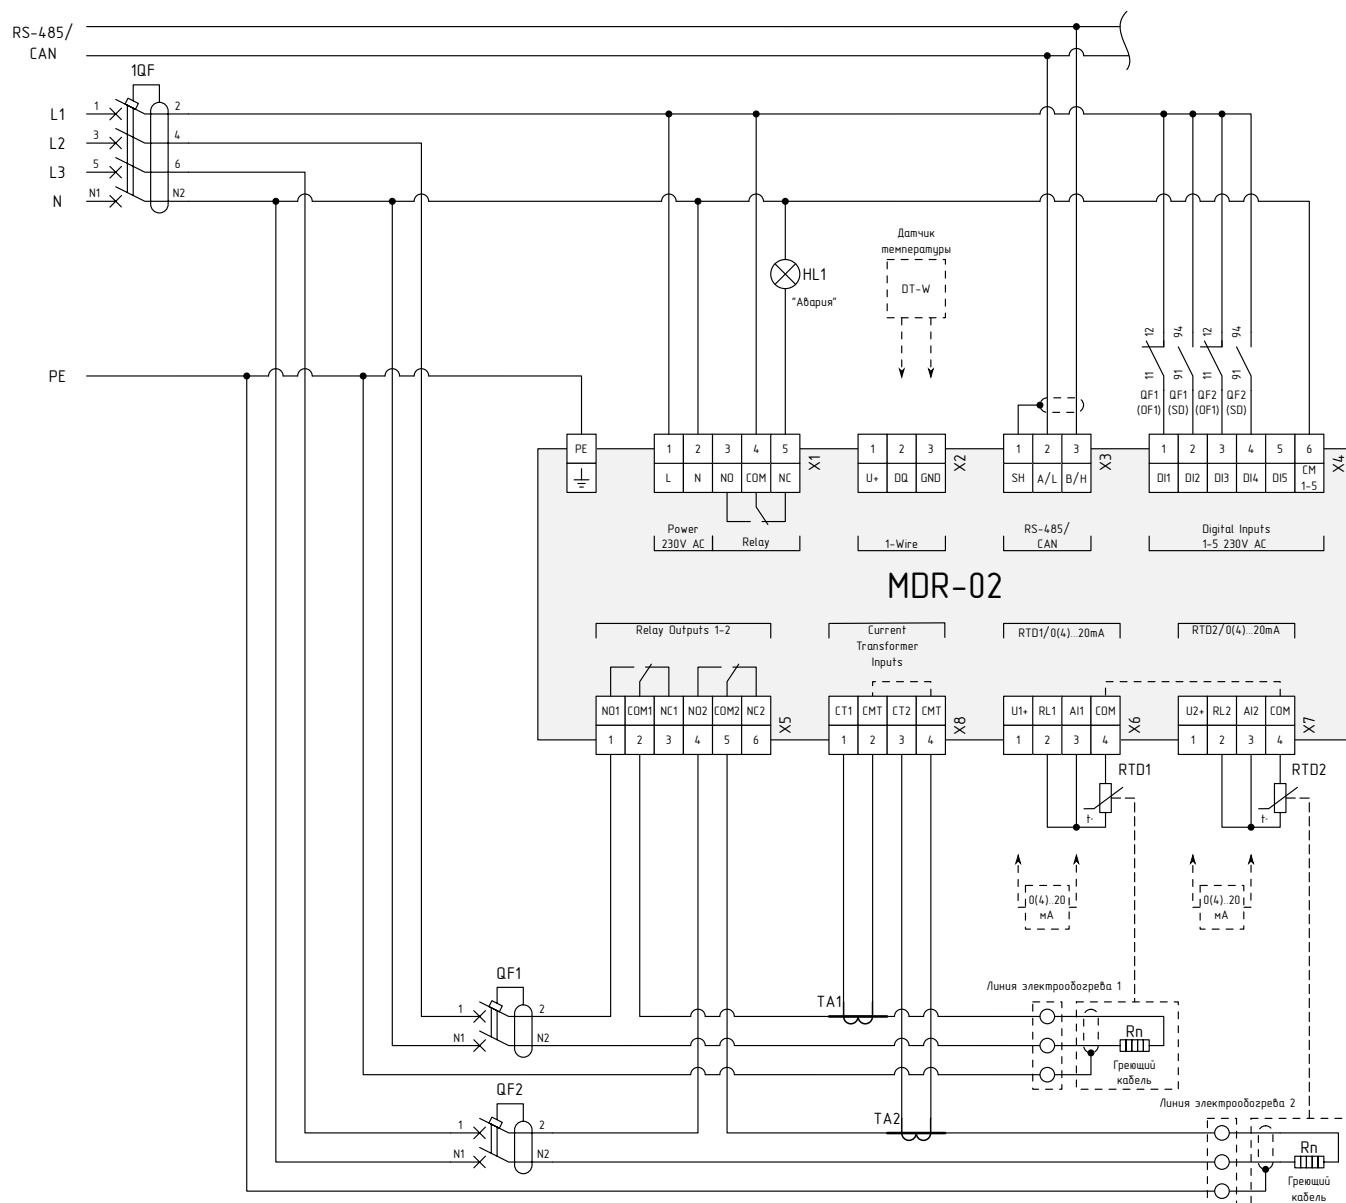 RS-485/
CAN
1QF
L1 1 2
L2 3 4
L3 5 6
N N1 N2
Датчик
температуры
DT-W
HL1
"Авария"
PE
12 94 12 94
11 91 11 91
QF1 QF1 QF2 QF2
(OF1) (SD) (OF1) (SD)
PE
1 2 3 4 5
L N NO COM NC
X1
Power
230V AC
Relay
1 2 3
U+ DQ GND
X2
1-Wire
1 2 3
SH A/L B/H
X3
RS-485/
CAN
1 2 3 4 5 6
DI1 DI2 DI3 DI4 DI5 CM
1-5
X4
Digital Inputs
1-5 230V AC
MDR-02
Relay Outputs 1-2
NO1 COM1 NC1 NO2 COM2 NC2
1 2 3 4 5 6
X5
Current
Transformer
Inputs
CT1 CMT CT2 CMT
1 2 3 4
X8
RTD1/0(4)...20mA
U1+ RL1 AI1 COM
1 2 3 4
X6
RTD2/0(4)...20mA
U2+ RL2 AI2 COM
1 2 3 4
X7
RTD1
t°
RTD2
t°
0(4)..20
мА
0(4)..20
мА
QF1
1 2
N1 N2
TA1
Линия электрообогрева 1
Rn
Греющий
кабель
QF2
1 2
N1 N2
TA2
Линия электрообогрева 2
Rn
Греющий
кабель